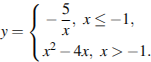 y = { -5/x, x ≤ -1,
x² - 4x, x > -1.